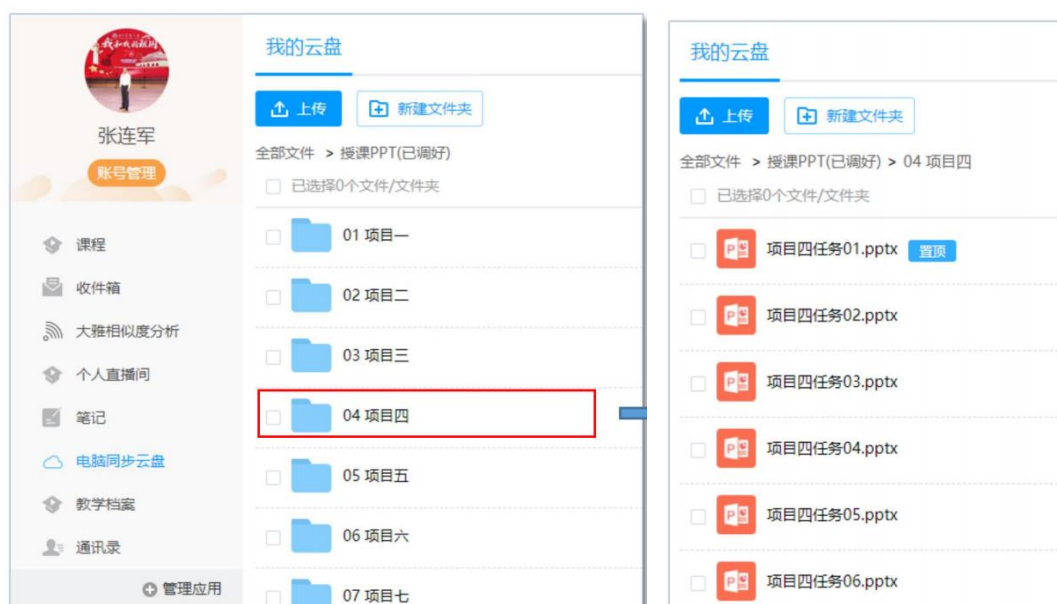 张连军
账号管理
课程
收件箱
大雅相似度分析
个人直播间
笔记
电脑同步云盘
教学档案
通讯录
管理应用
我的云盘
上传
新建文件夹
全部文件 > 授课PPT(已调好)
已选择0个文件/文件夹
01 项目一
02 项目二
03 项目三
04 项目四
05 项目五
06 项目六
07 项目七
我的云盘
上传
新建文件夹
全部文件 > 授课PPT(已调好) > 04 项目四
已选择0个文件/文件夹
项目四任务01.pptx 置顶
项目四任务02.pptx
项目四任务03.pptx
项目四任务04.pptx
项目四任务05.pptx
项目四任务06.pptx